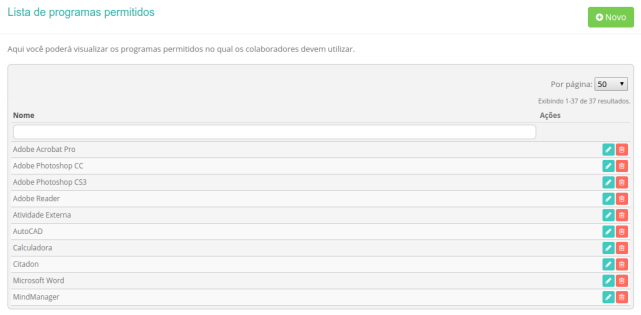 Lista de programas permitidos
Novo
Aqui você poderá visualizar os programas permitidos no qual os colaboradores devem utilizar.
Por página: 50
Exibindo 1-37 de 37 resultados.
Nome Ações
Adobe Acrobat Pro
Adobe Photoshop CC
Adobe Photoshop CS3
Adobe Reader
Atividade Externa
AutoCAD
Calculadora
Citadon
Microsoft Word
MindManager